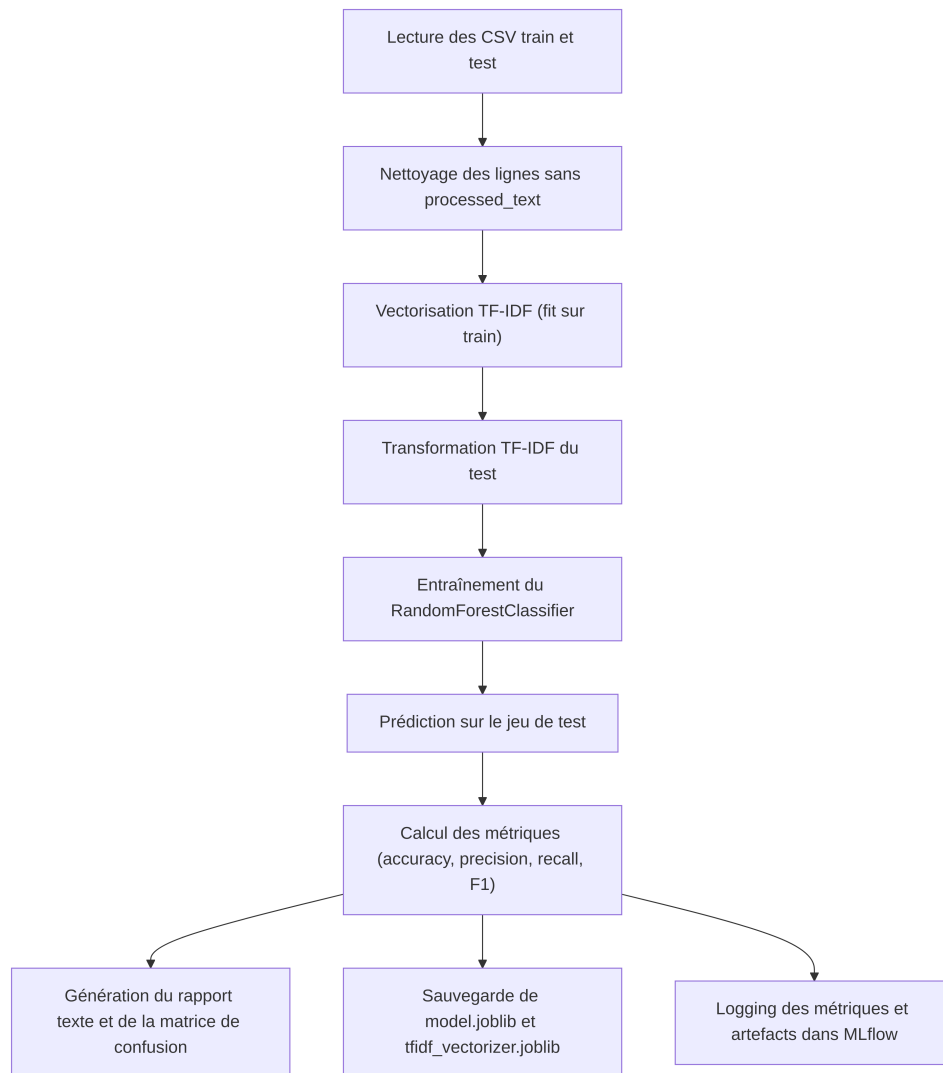 Lecture des CSV train et
test
Nettoyage des lignes sans
processed_text
Vectorisation TF-IDF (fit sur
train)
Transformation TF-IDF du
test
Entraînement du
RandomForestClassifier
Prédiction sur le jeu de test
Calcul des métriques
(accuracy, precision, recall,
F1)
Génération du rapport
texte et de la matrice de
confusion
Sauvegarde de
model.joblib et
tfidf_vectorizer.joblib
Logging des métriques et
artefacts dans MLflow